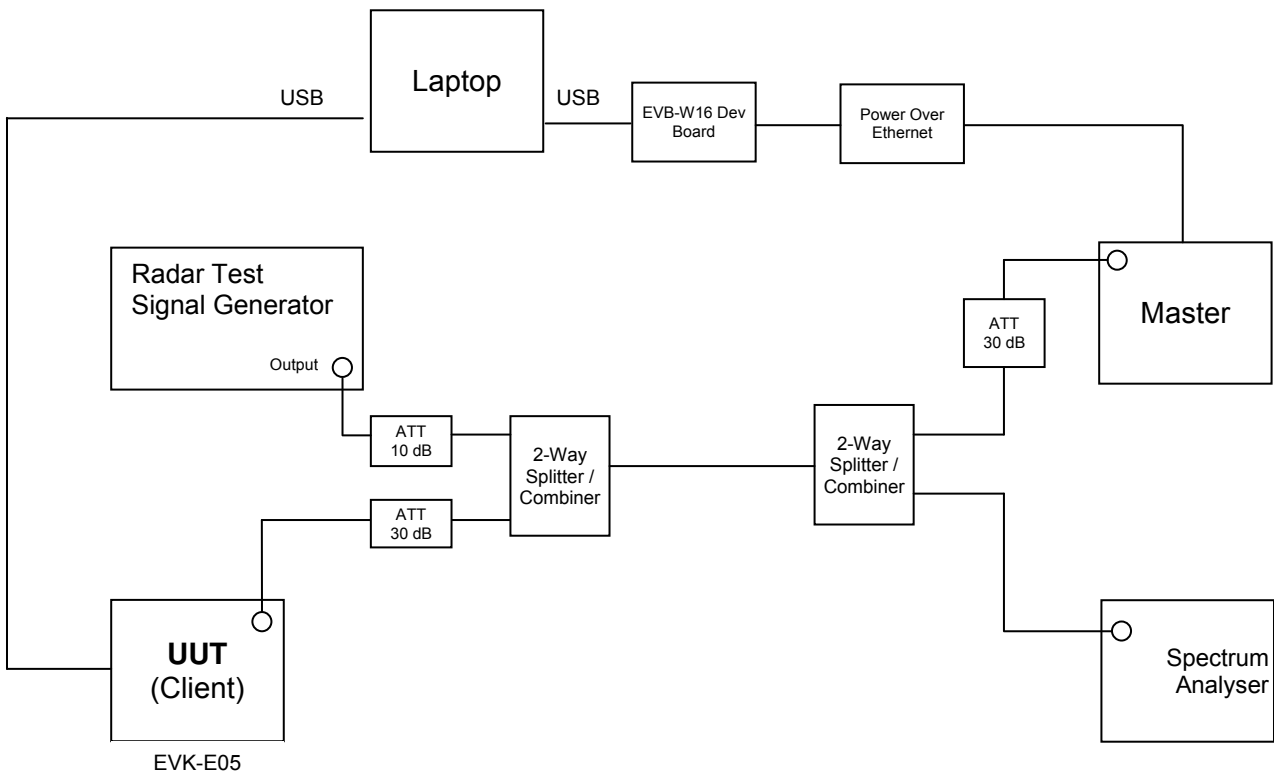 Laptop
USB
USB
EVB-W16 Dev
Board
Power Over
Ethernet
Radar Test
Signal Generator
Output
ATT
30 dB
Master
ATT
10 dB
2-Way
Splitter /
Combiner
2-Way
Splitter /
Combiner
ATT
30 dB
UUT
(Client)
EVK-E05
Spectrum
Analyser